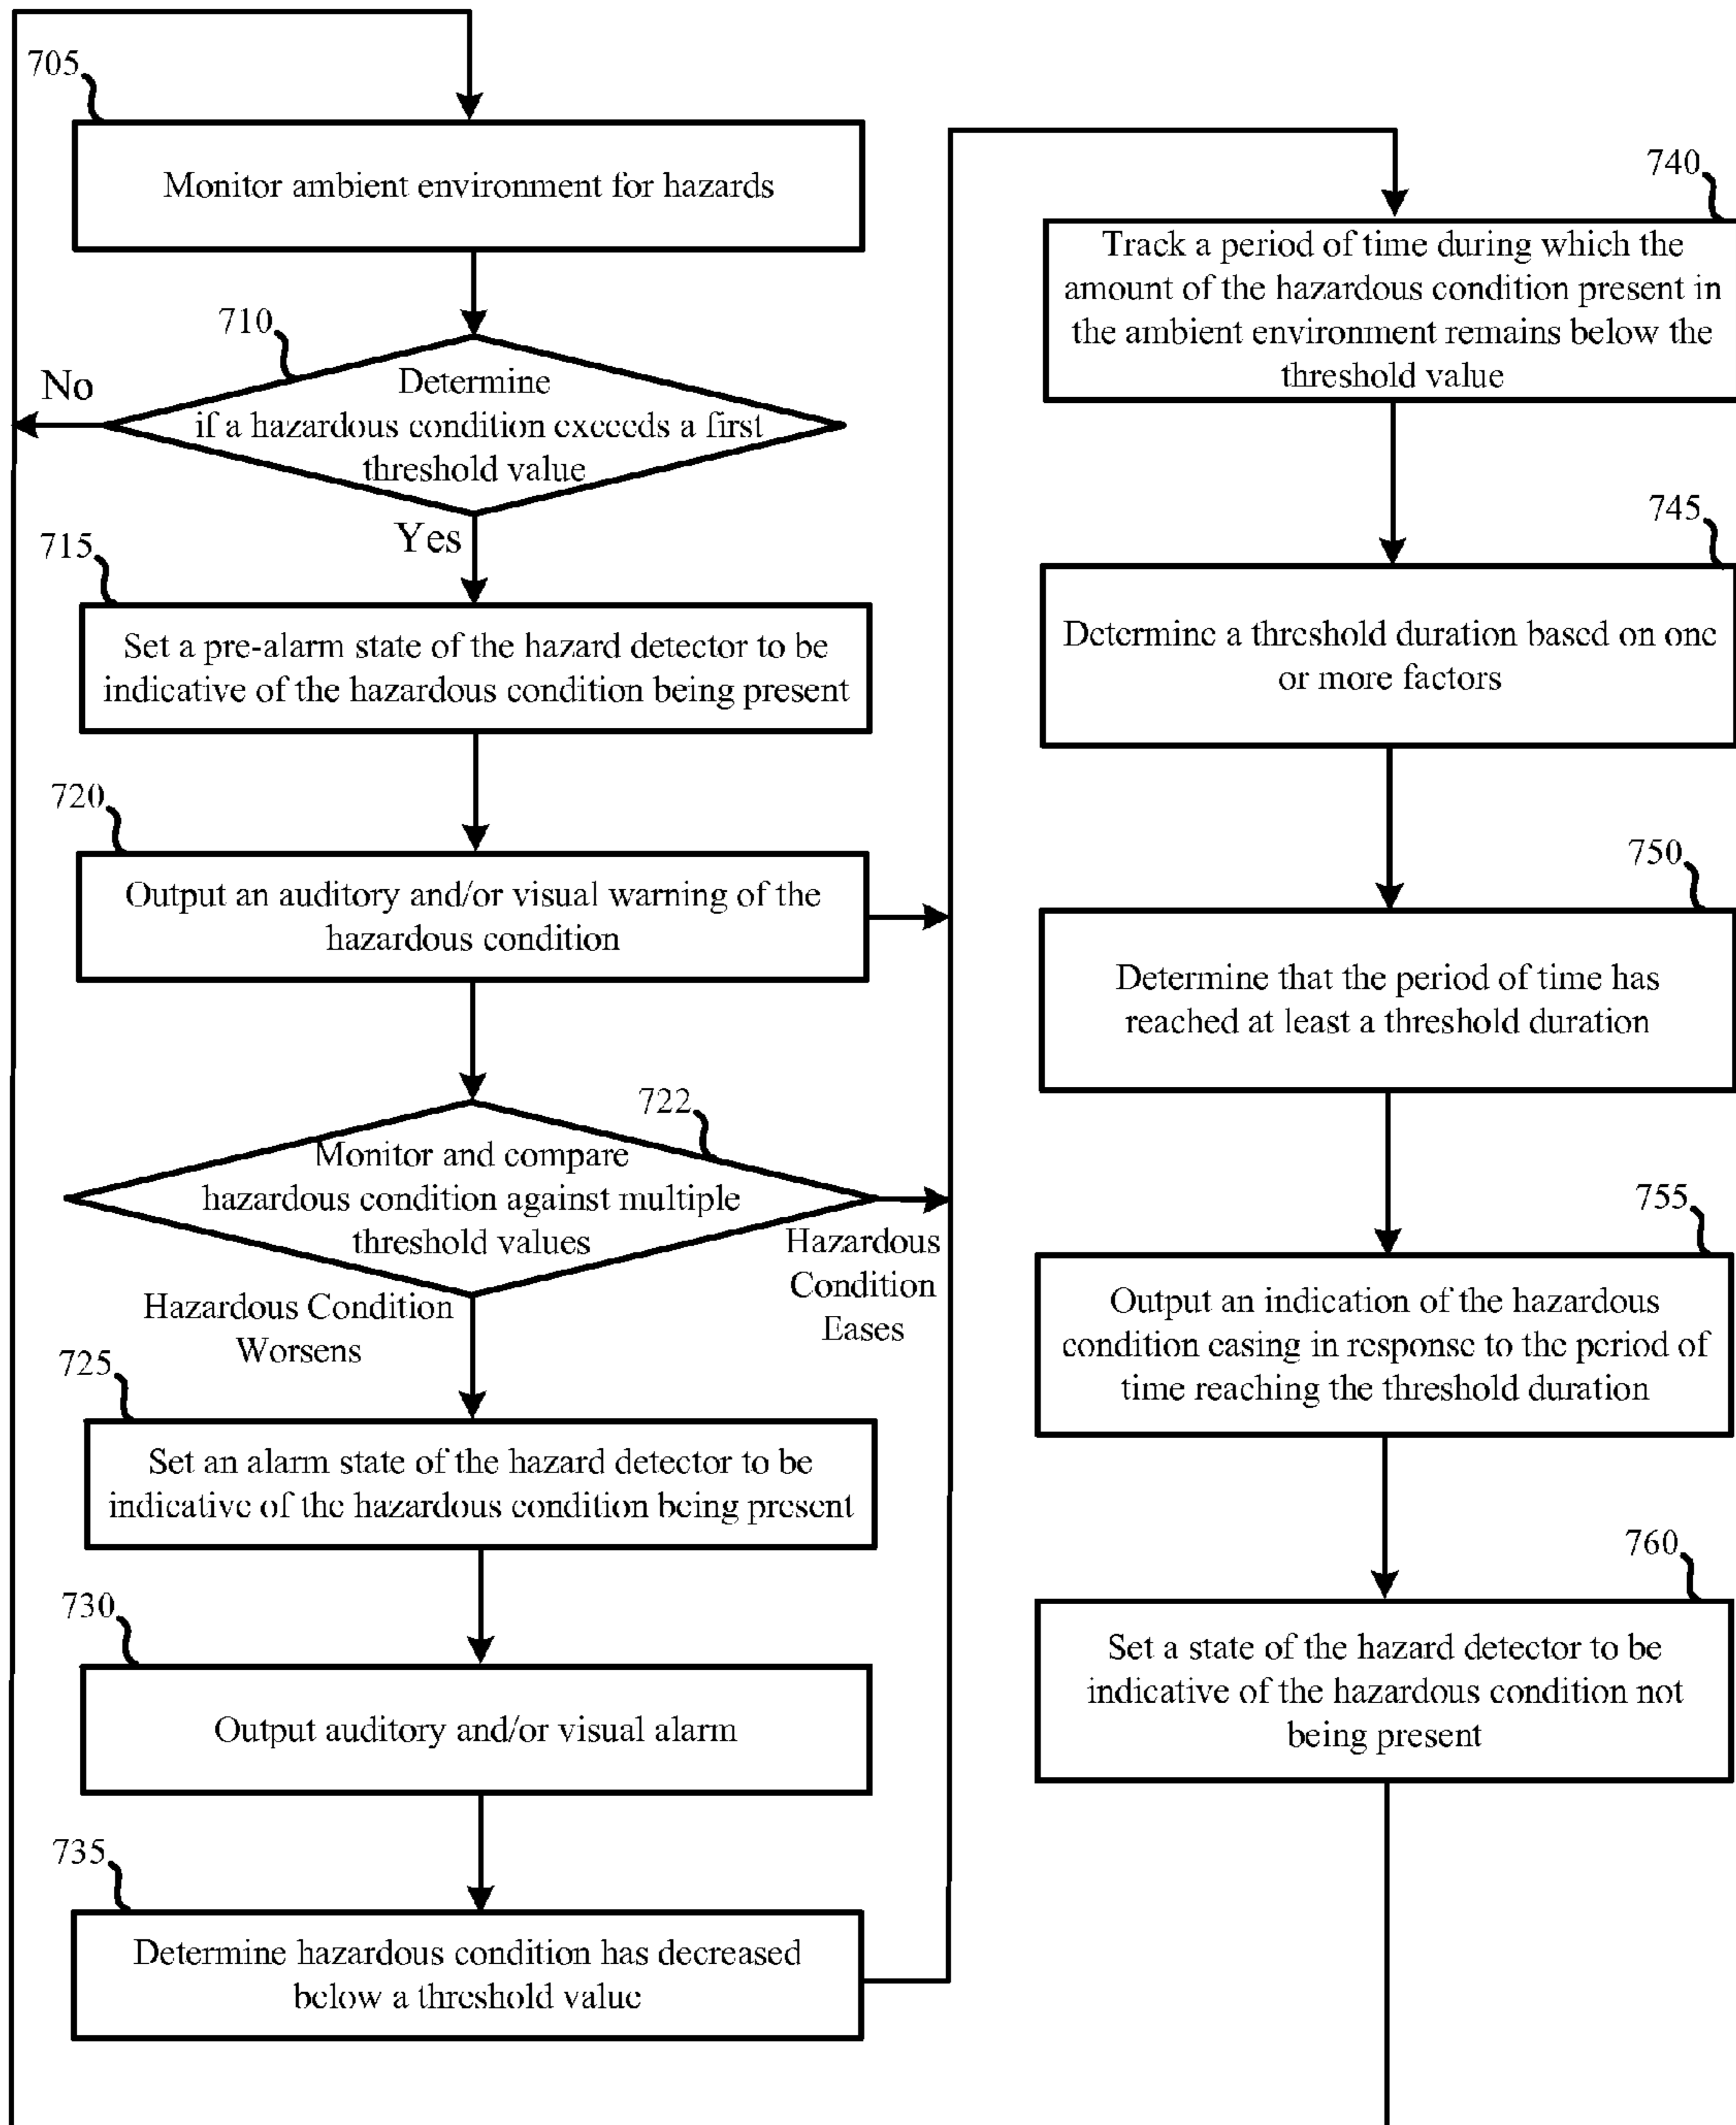 705
Monitor ambient environment for hazards
710
No
Determine
if a hazardous condition exceeds a first
threshold value
Yes
715
Set a pre-alarm state of the hazard detector to be
indicative of the hazardous condition being present
720
Output an auditory and/or visual warning of the
hazardous condition
722
Monitor and compare
hazardous condition against multiple
threshold values
Hazardous
Condition
Eases
Hazardous Condition
Worsens
725
Set an alarm state of the hazard detector to be
indicative of the hazardous condition being present
730
Output auditory and/or visual alarm
735
Determine hazardous condition has decreased
below a threshold value
740
Track a period of time during which the
amount of the hazardous condition present in
the ambient environment remains below the
threshold value
745
Determine a threshold duration based on one
or more factors
750
Determine that the period of time has
reached at least a threshold duration
755
Output an indication of the hazardous
condition easing in response to the period of
time reaching the threshold duration
760
Set a state of the hazard detector to be
indicative of the hazardous condition not
being present